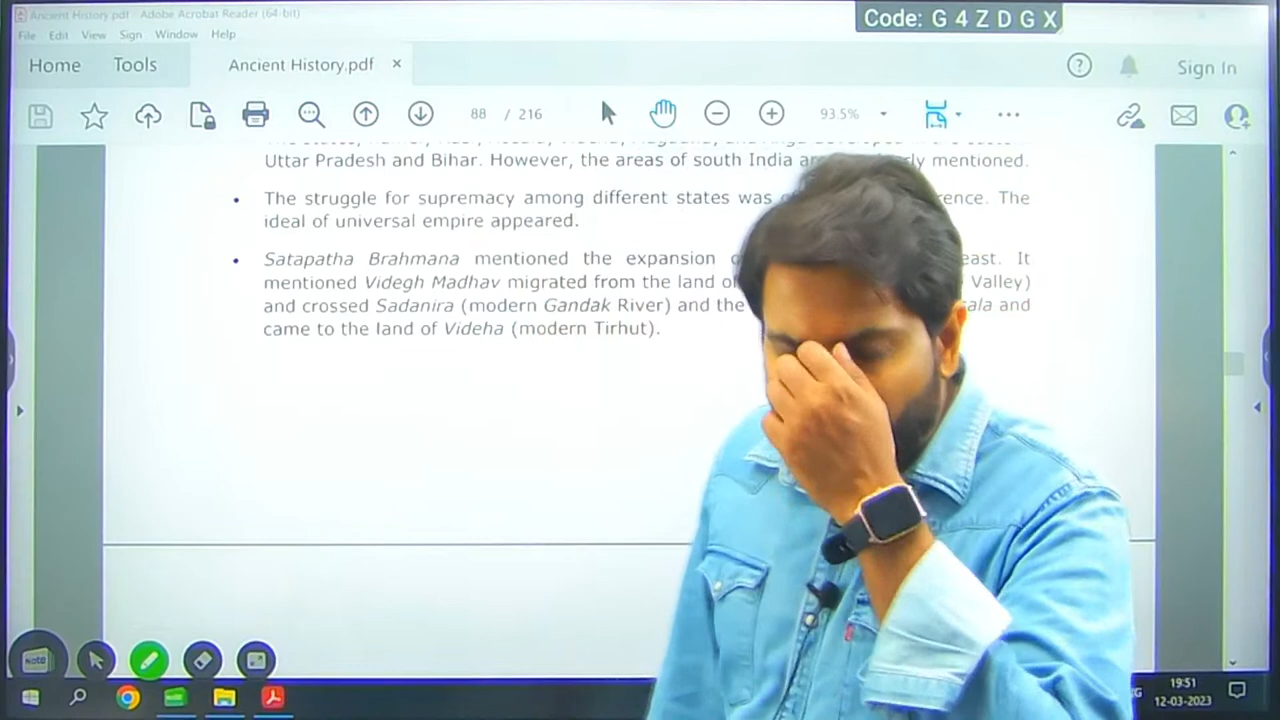 Ancient History.pdf - Adobe Acrobat Reader (64-bit)
Code: G 4 Z D G X
File Edit View Sign Window Help
Home Tools Ancient History.pdf × Sign In
88 / 216 93.5%
Uttar Pradesh and Bihar. However, the areas of south India mentioned.
The struggle for supremacy among different states was The
ideal of universal empire appeared.
Satapatha Brahmana mentioned the expansion east. It
mentioned Videgh Madhav migrated from the land Valley)
and crossed Sadanira (modern Gandak River) and the and
came to the land of Videha (modern Tirhut).
Note
19:51
12-03-2023